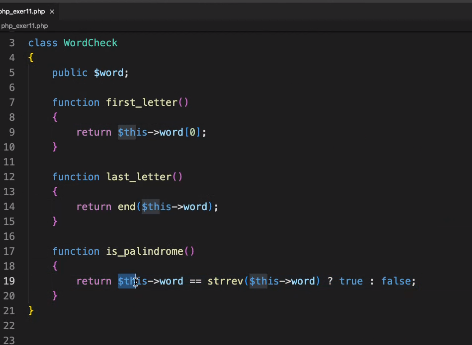 php_exer11.php ×
php_exer11.php
3 class WordCheck
4 {
5     public $word;
6
7     function first_letter()
8     {
9         return $this->word[0];
10     }
11
12     function last_letter()
13     {
14         return end($this->word);
15     }
16
17     function is_palindrome()
18     {
19         return $this->word == strrev($this->word) ? true : false;
20     }
21 }
22
23